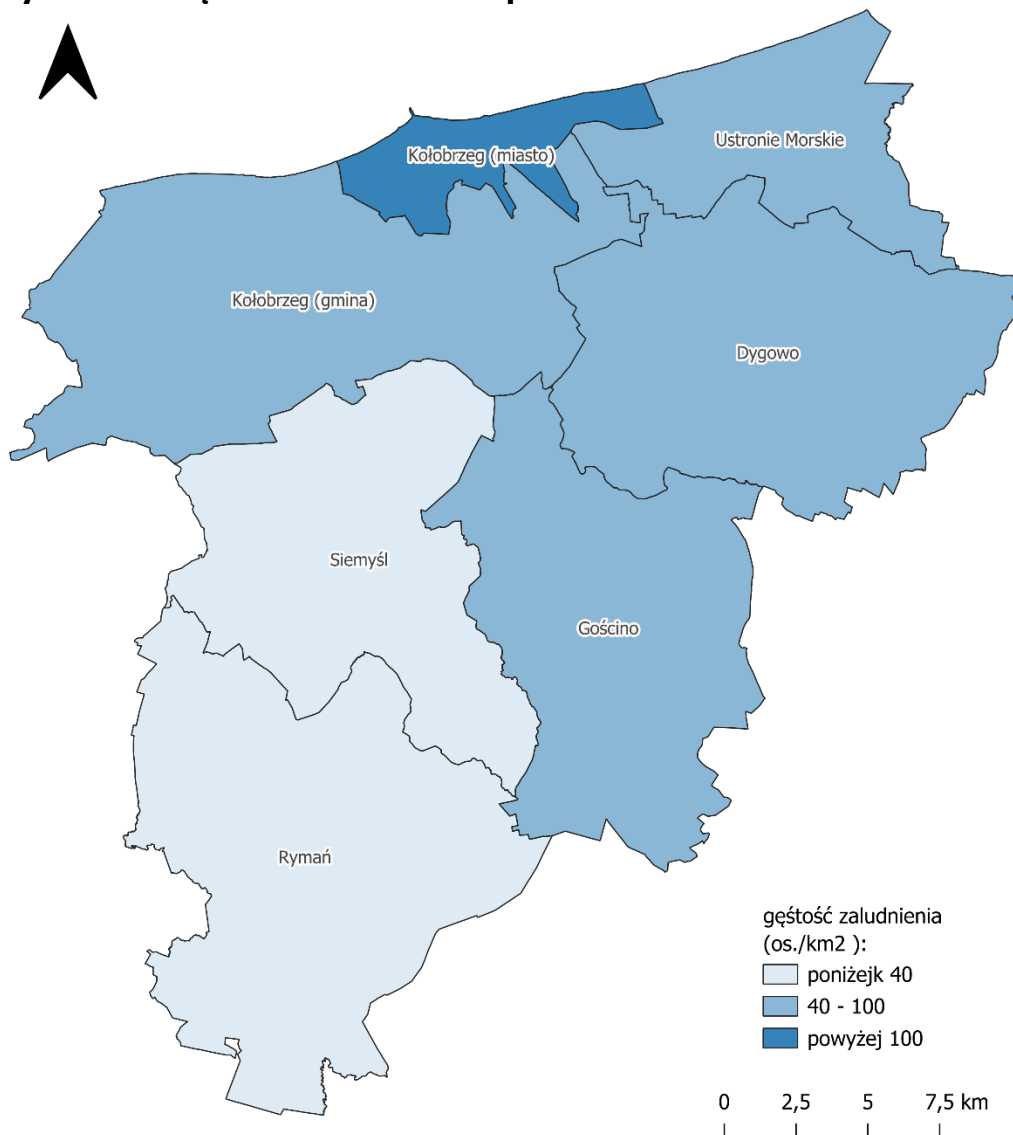 Kołobrzeg (miasto)
Ustronie Morskie
Kołobrzeg (gmina)
Dygowo
Siemyśl
Gościno
Rymań
gęśtość zaludnienia
(os./km2 ):
poniżejk 40
40 - 100
powyżej 100
0 2,5 5 7,5 km